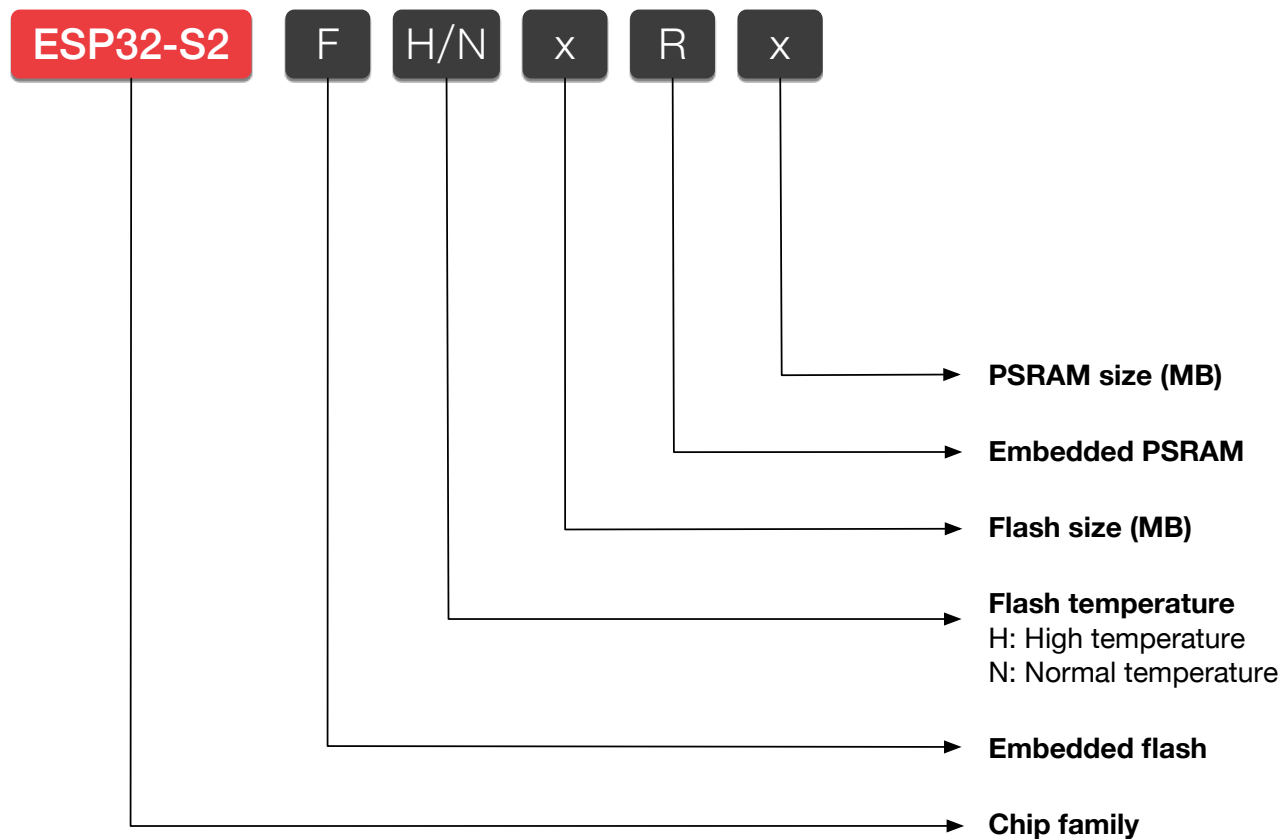 ESP32-S2 F H/N x R x
PSRAM size (MB)
Embedded PSRAM
Flash size (MB)
Flash temperature
H: High temperature
N: Normal temperature
Embedded flash
Chip family